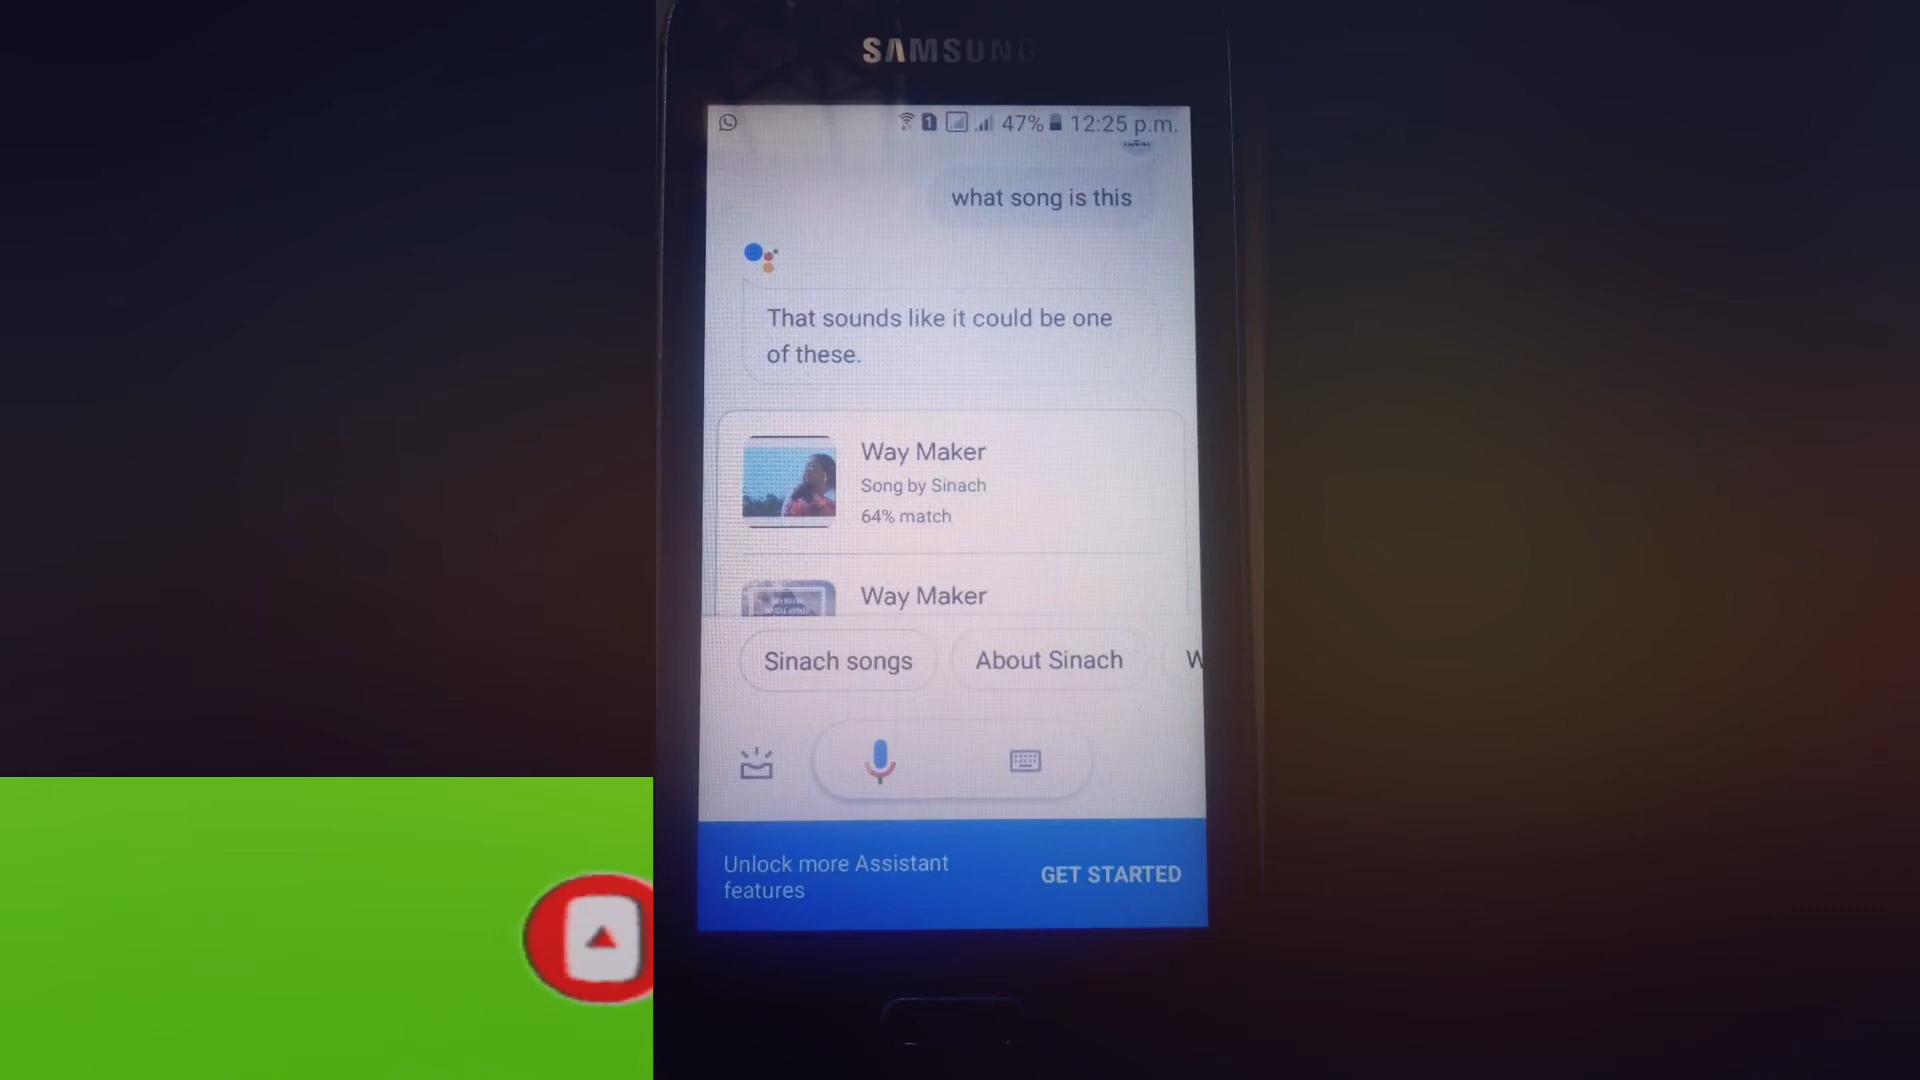 SAMSUNG
1 47% 12:25 p.m.
what song is this
That sounds like it could be one
of these.
Way Maker
Song by Sinach
64% match
Way Maker
Sinach songs
About Sinach
W
Unlock more Assistant
features
GET STARTED